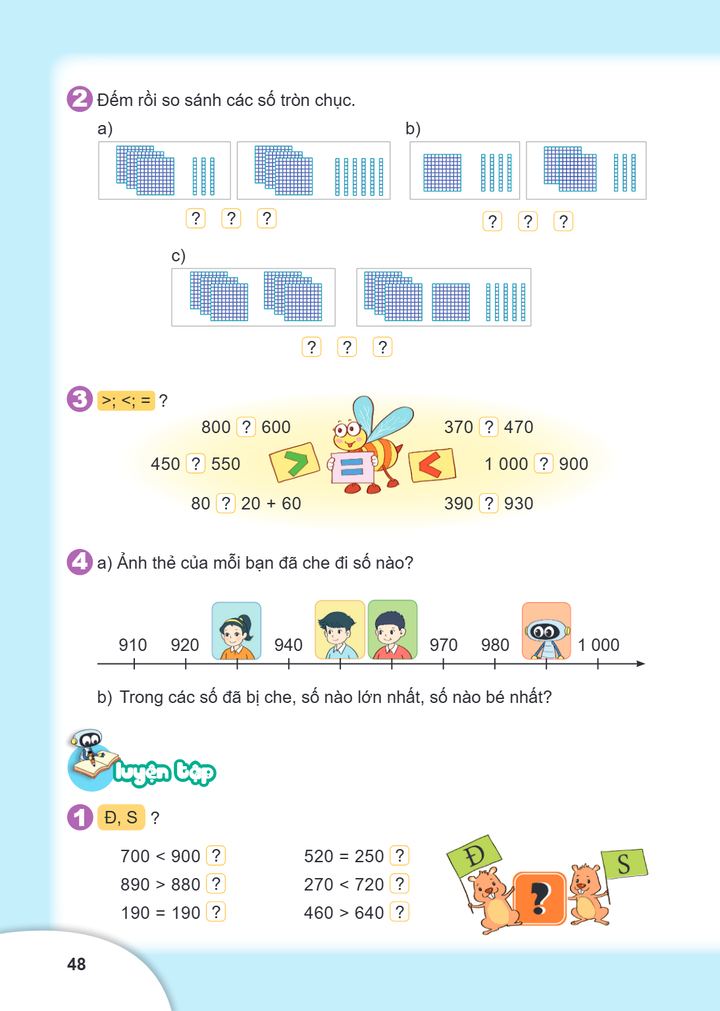 2 Đếm rồi so sánh các số tròn chục.
a) b)
? ? ? ? ? ?
c)
? ? ?
3 >; <; = ?
800 ? 600 370 ? 470
450 ? 550 > = < 1 000 ? 900
80 ? 20 + 60 390 ? 930
4 a) Ảnh thẻ của mỗi bạn đã che đi số nào?
910 920 940 970 980 1 000
b) Trong các số đã bị che, số nào lớn nhất, số nào bé nhất?
luyện tập
1 Đ, S ?
700 < 900 ? 520 = 250 ? Đ S
890 > 880 ? 270 < 720 ? ?
190 = 190 ? 460 > 640 ?
48